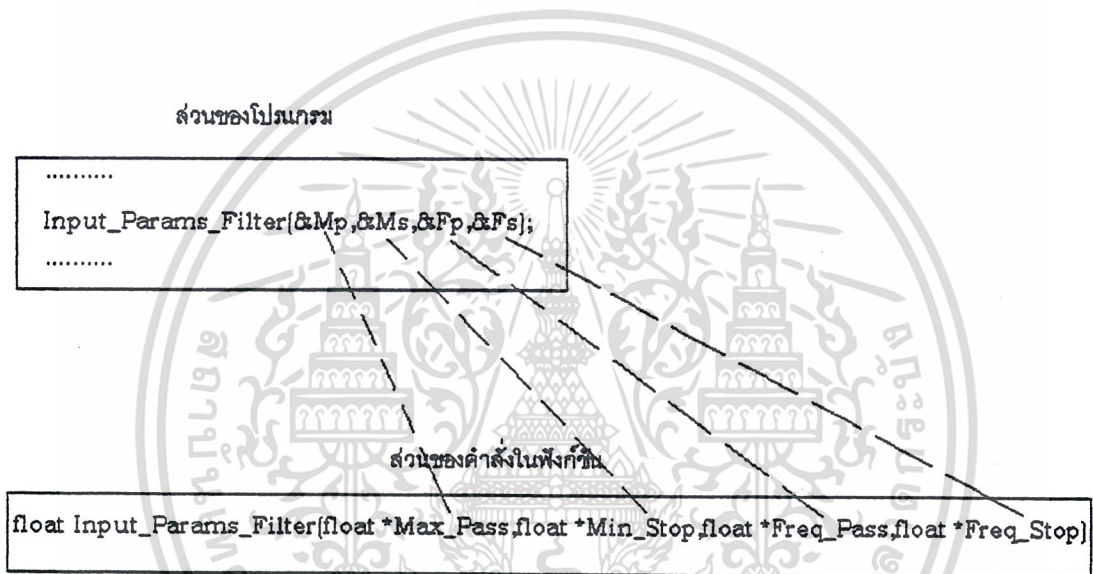 ส่วนของโปรแกรม
..........
Input_Params_Filter(&Mp,&Ms,&Fp,&Fs);
..........
ส่วนของคำสั่งในฟังก์ชัน
float Input_Params_Filter(float *Max_Pass,float *Min_Stop,float *Freq_Pass,float *Freq_Stop)